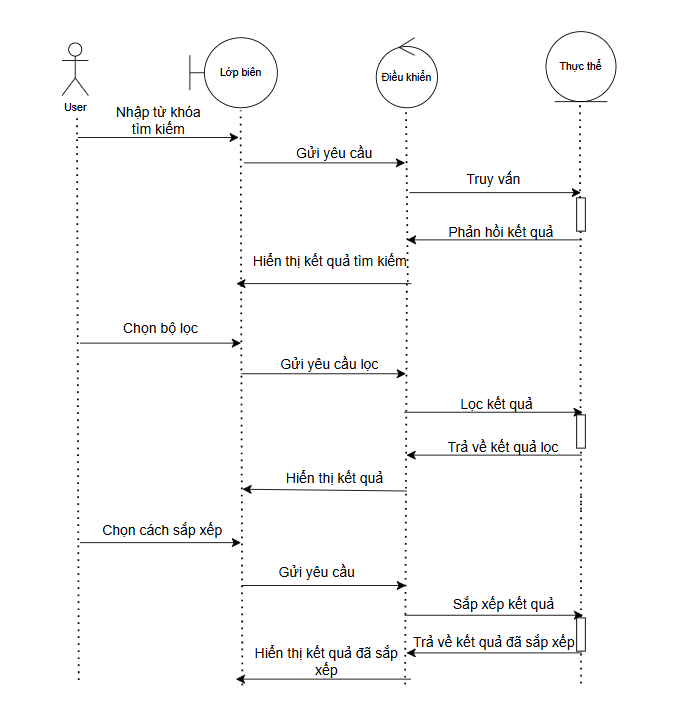 Lớp biên
Điều khiển
Thực thể
User
Nhập từ khóa
tìm kiếm
Gửi yêu cầu
Truy vấn
Phản hồi kết quả
Hiển thị kết quả tìm kiếm
Chọn bộ lọc
Gửi yêu cầu lọc
Lọc kết quả
Trả về kết quả lọc
Hiển thị kết quả
Chọn cách sắp xếp
Gửi yêu cầu
Sắp xếp kết quả
Trả về kết quả đã sắp xếp
Hiển thị kết quả đã sắp
xếp